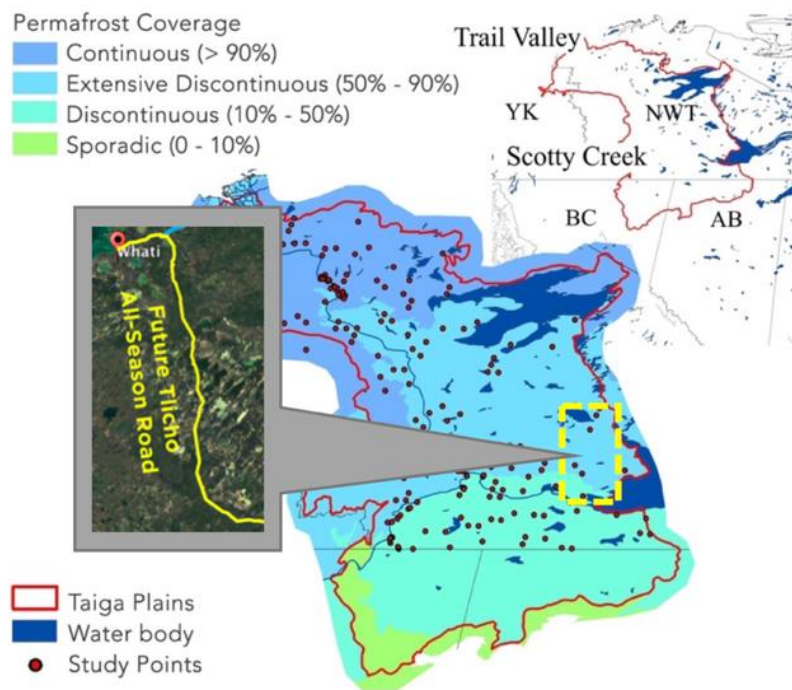 Permafrost Coverage
Continuous (> 90%)
Extensive Discontinuous (50% - 90%)
Discontinuous (10% - 50%)
Sporadic (0 - 10%)
Trail Valley
YK
NWT
Scotty Creek
BC
AB
Whati
Future Tlicho
All-Season Road
Taiga Plains
Water body
Study Points